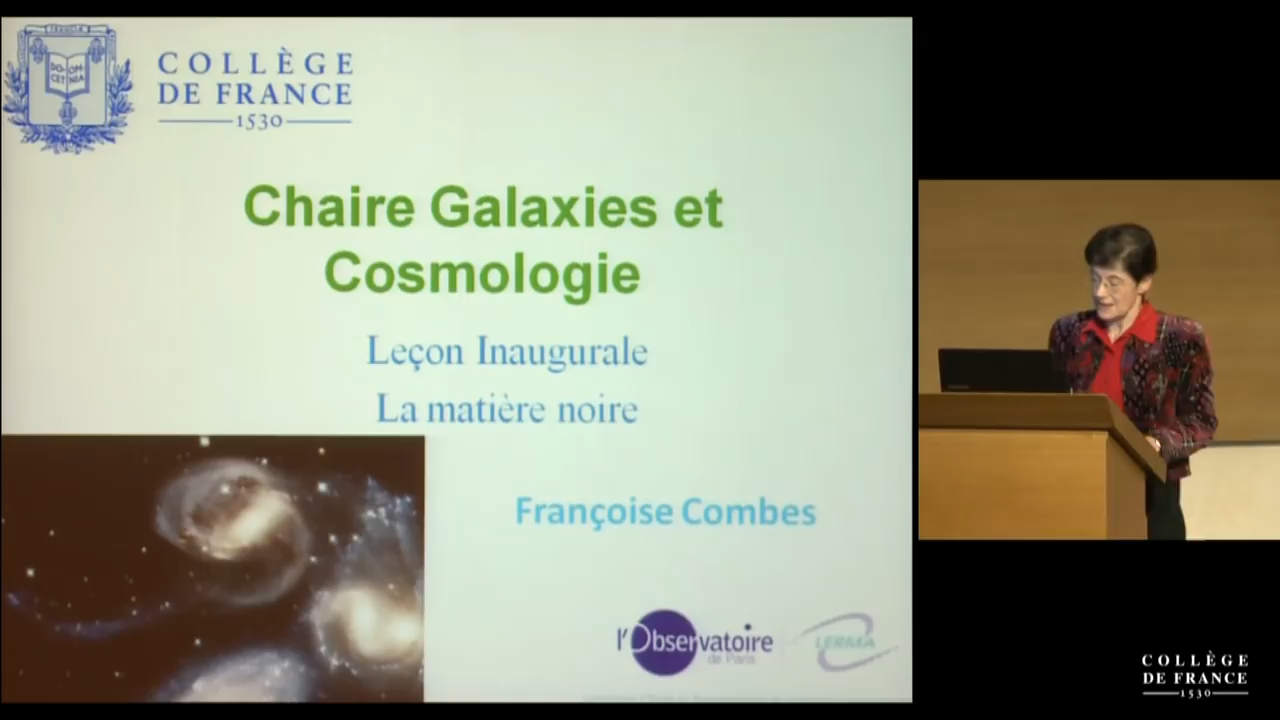 COLLÈGE
DE FRANCE
1530
Chaire Galaxies et
Cosmologie
Leçon Inaugurale
La matière noire
Françoise Combes
l'Observatoire
de Paris
LERMA
COLLÈGE
DE FRANCE
1530